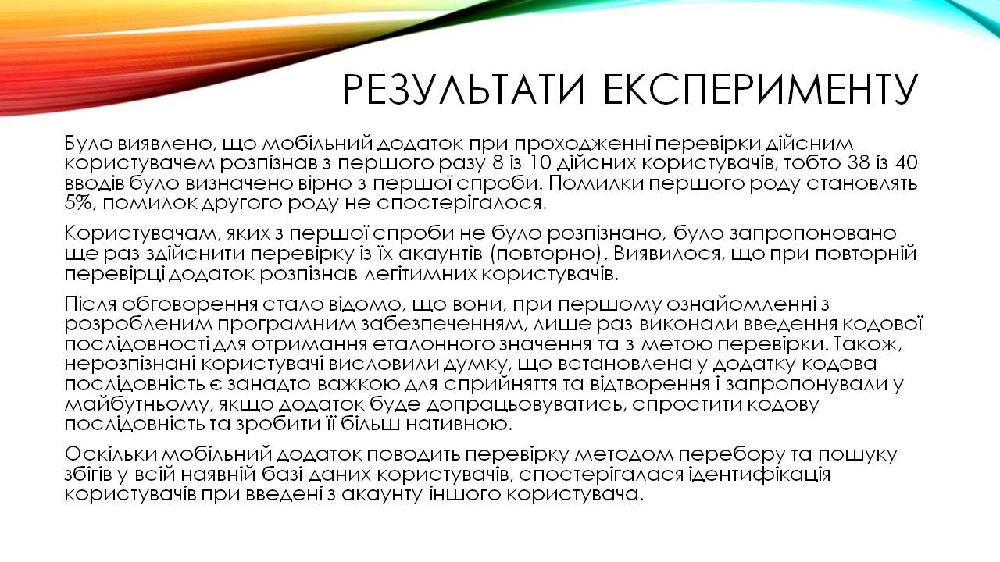 РЕЗУЛЬТАТИ ЕКСПЕРИМЕНТУ
Було виявлено, що мобільний додаток при проходженні перевірки дійсним
користувачем розпізнав з першого разу 8 із 10 дійсних користувачів, тобто 38 із 40
вводів було визначено вірно з першої спроби. Помилки першого роду становлять
5%, помилок другого роду не спостерігалося.
Користувачам, яких з першої спроби не було розпізнано, було запропоновано
ще раз здійснити перевірку із їх акаунтів (повторно). Виявилося, що при повторній
перевірці додаток розпізнав легітимних користувачів.
Після обговорення стало відомо, що вони, при першому ознайомленні з
розробленим програмним забезпеченням, лише раз виконали введення кодової
послідовності для отримання еталонного значення та з метою перевірки. Також,
нерозпізнані користувачі висловили думку, що встановлена у додатку кодова
послідовність є занадто важкою для сприйняття та відтворення і запропонували у
майбутньому, якщо додаток буде допрацьовуватись, спростити кодову
послідовність та зробити її більш нативною.
Оскільки мобільний додаток поводить перевірку методом перебору та пошуку
збігів у всій наявній базі даних користувачів, спостерігалася ідентифікація
користувачів при введені з акаунту іншого користувача.